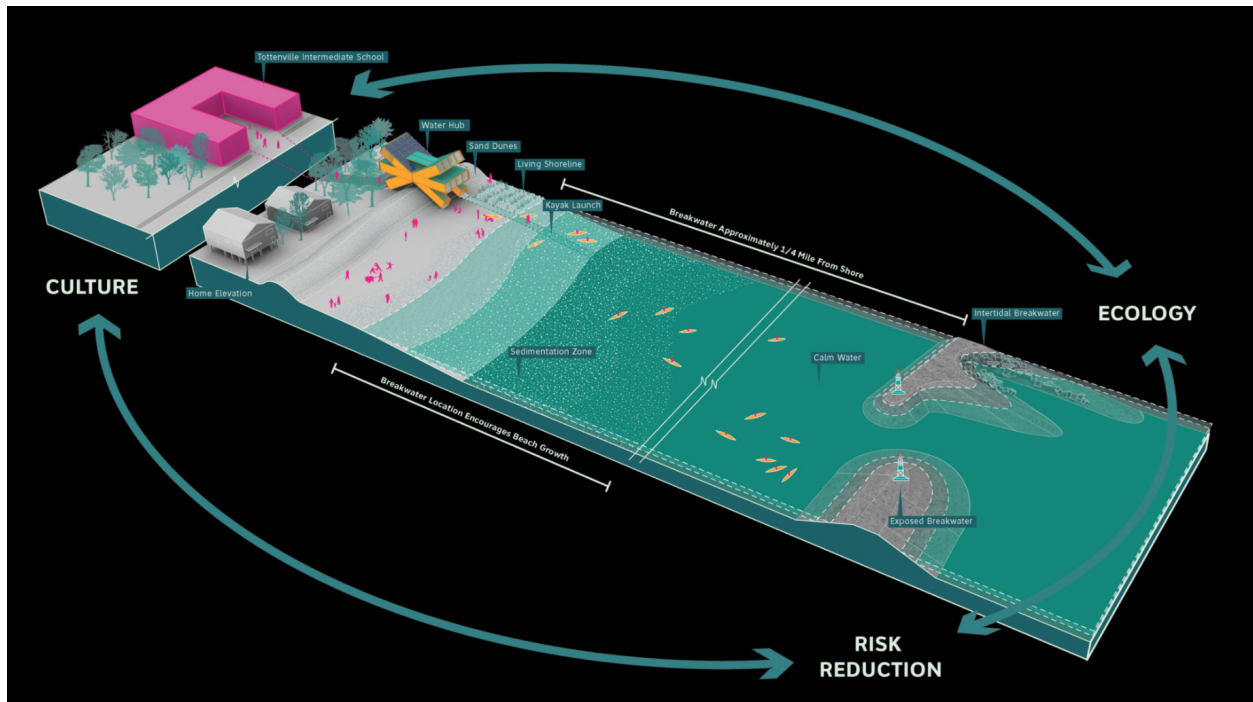 Tottenville Intermediate School
Water Hub
Sand Dunes
Living Shoreline
Kayak Launch
Breakwater Approximately 1/4 Mile From Shore
CULTURE
Home Elevation
ECOLOGY
Intertidal Breakwater
Sedimentation Zone
Calm Water
Breakwater Location Encourages Beach Growth
Exposed Breakwater
RISK
REDUCTION